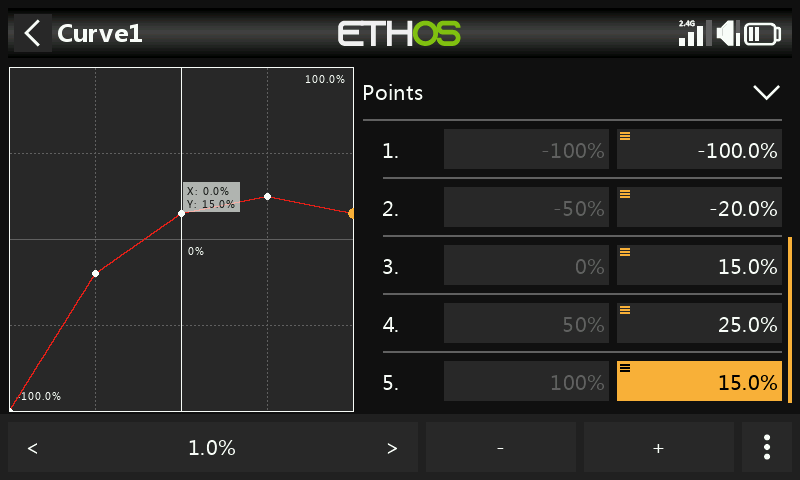 Curve1
ETHOS
2.4G
100.0%
X: 0.0%
Y: 15.0%
0%
-100.0%
Points
1. -100% -100.0%
2. -50% -20.0%
3. 0% 15.0%
4. 50% 25.0%
5. 100% 15.0%
< 1.0% > - +